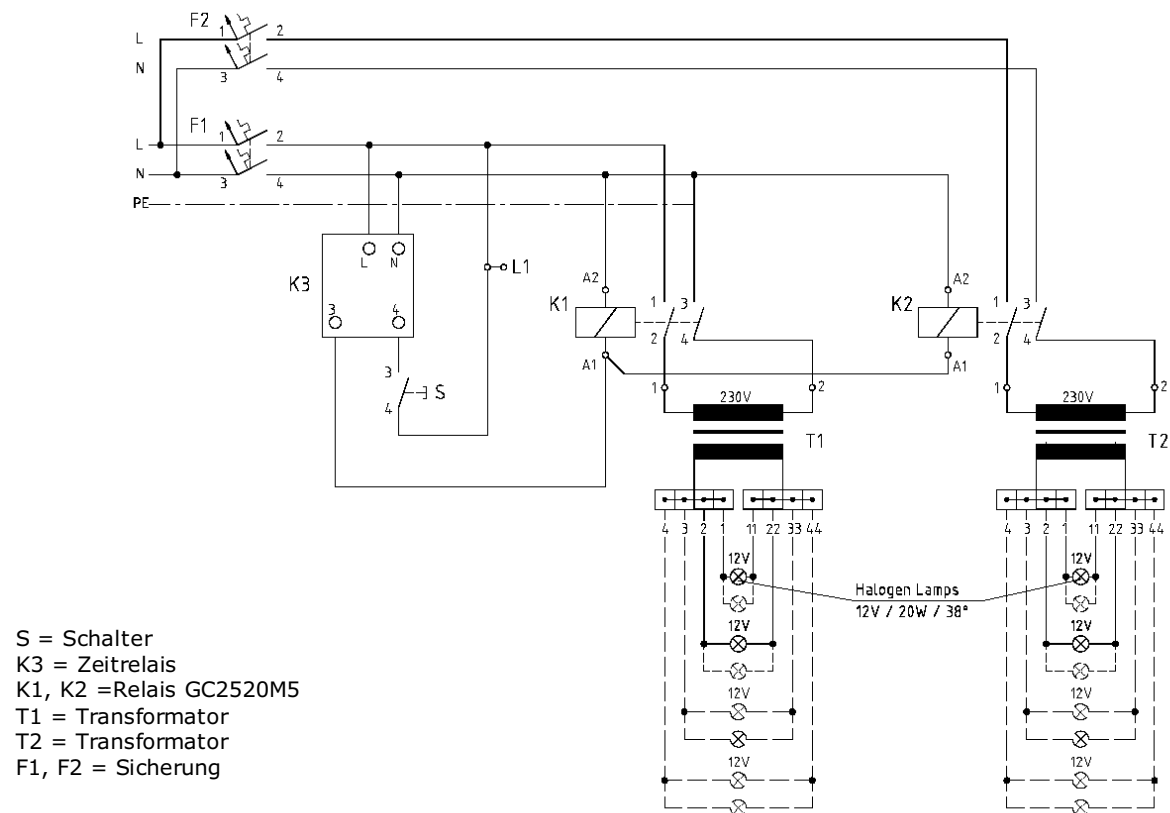 F2
1 2
L
N
3 4
F1
1 2
L
N
3 4
PE
L N
K3
3 4
L1
A2
K1
1 3
2 4
A1
A2
K2
1 3
2 4
A1
3
4
S
1 2
230V
T1
1 2
230V
T2
4 3 2 1 11 22 33 44
4 3 2 1 11 22 33 44
12V
12V
Halogen Lamps
12V / 20W / 38°
12V
12V
12V
12V
12V
12V
S = Schalter
K3 = Zeitrelais
K1, K2 =Relais GC2520M5
T1 = Transformator
T2 = Transformator
F1, F2 = Sicherung